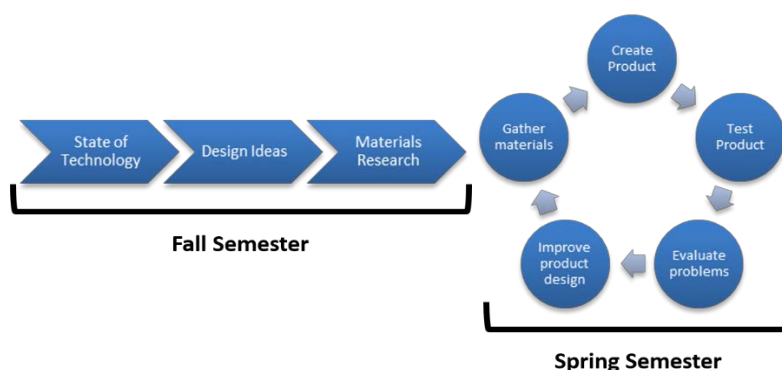 State of
Technology
Design Ideas
Materials
Research
Fall Semester
Create
Product
Test
Product
Evaluate
problems
Improve
product
design
Gather
materials
Spring Semester